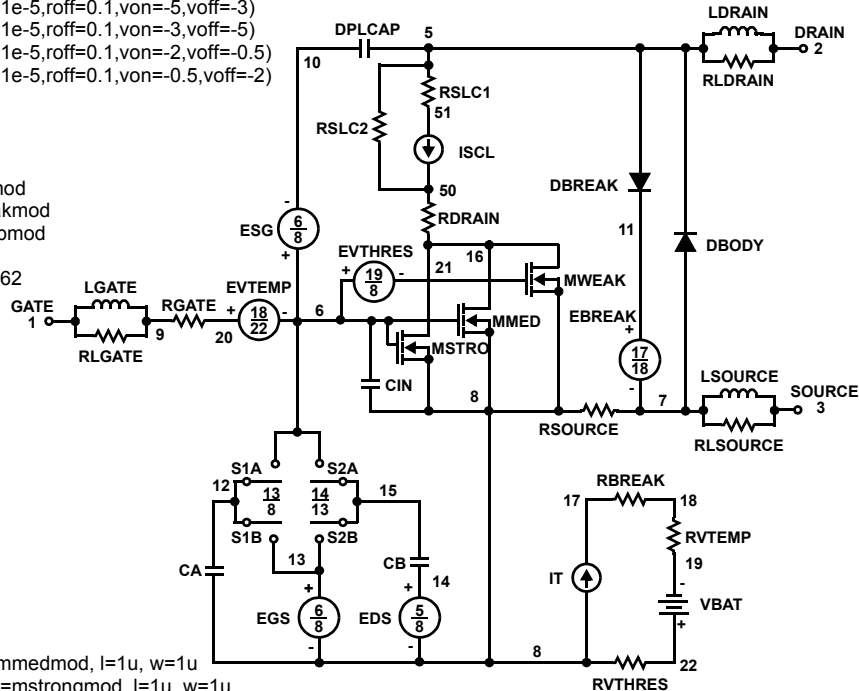 1e-5,roff=0.1,von=-5,voff=-3)
1e-5,roff=0.1,von=-3,voff=-5)
1e-5,roff=0.1,von=-2,voff=-0.5)
1e-5,roff=0.1,von=-0.5,voff=-2)
LDRAIN
DPLCAP
5
DRAIN
2
10
RLDRAIN
RSLC1
51
RSLC2
ISCL
nod
akmod
omod
62
50
DBREAK
RDRAIN
ESG
6
8
-
+
11
DBODY
EVTHRES
+
19
8
-
16
21
MWEAK
LGATE
GATE
1
RGATE
EVTEMP
+
18
22
-
6
EBREAK
+
MMED
9
20
RLGATE
MSTRO
17
18
-
CIN
LSOURCE
8
7
SOURCE
3
RSOURCE
RLSOURCE
S1A
S2A
12
13
8
14
13
15
RBREAK
17
18
S1B
S2B
RVTEMP
13
CB
CA
19
14
IT
-
VBAT
+
+
+
EGS
6
8
EDS
5
8
-
-
8
22
mmedmod, l=1u, w=1u
=mstrongmod, l=1u, w=1u
RVTHRES